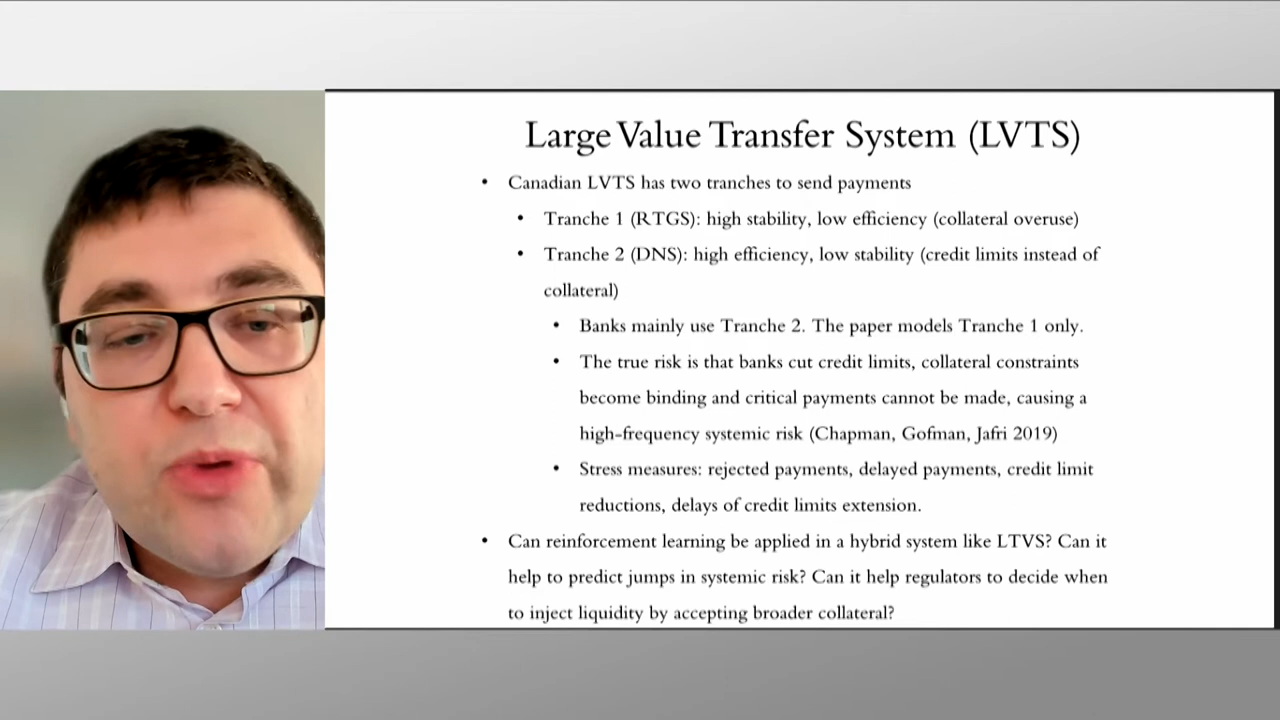 Large Value Transfer System (LVTS)
• Canadian LVTS has two tranches to send payments
• Tranche 1 (RTGS): high stability, low efficiency (collateral overuse)
• Tranche 2 (DNS): high efficiency, low stability (credit limits instead of
collateral)
• Banks mainly use Tranche 2. The paper models Tranche 1 only.
• The true risk is that banks cut credit limits, collateral constraints
become binding and critical payments cannot be made, causing a
high-frequency systemic risk (Chapman, Gofman, Jafri 2019)
• Stress measures: rejected payments, delayed payments, credit limit
reductions, delays of credit limits extension.
• Can reinforcement learning be applied in a hybrid system like LTVS? Can it
help to predict jumps in systemic risk? Can it help regulators to decide when
to inject liquidity by accepting broader collateral?